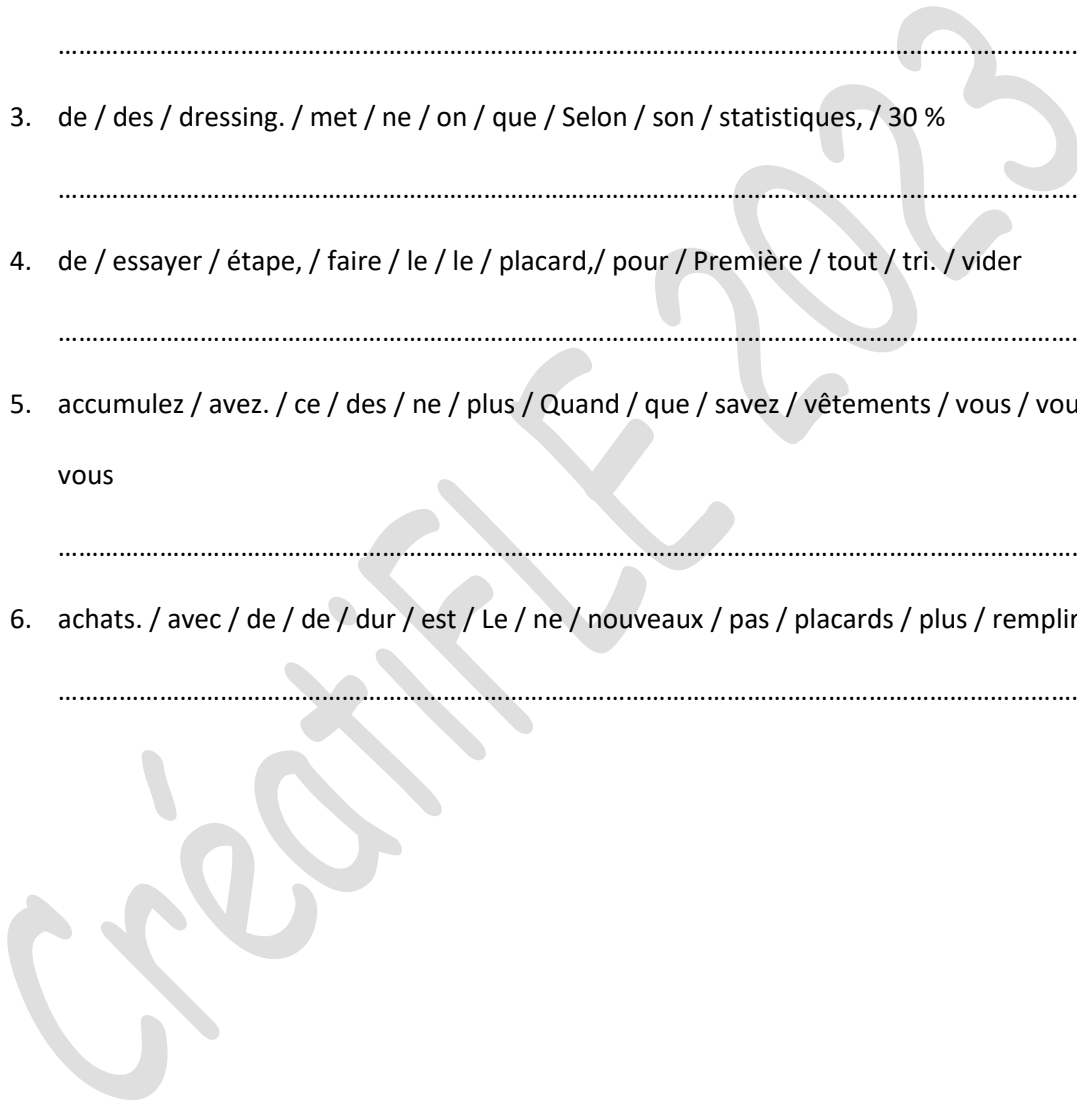 3. de / des / dressing. / met / ne / on / que / Selon / son / statistiques, / 30 %
4. de / essayer / étape, / faire / le / le / placard,/ pour / Première / tout / tri. / vider
5. accumulez / avez. / ce / des / ne / plus / Quand / que / savez / vêtements / vous / vou
vous
6. achats. / avec / de / de / dur / est / Le / ne / nouveaux / pas / placards / plus / remplir
CréatiFLE 2023